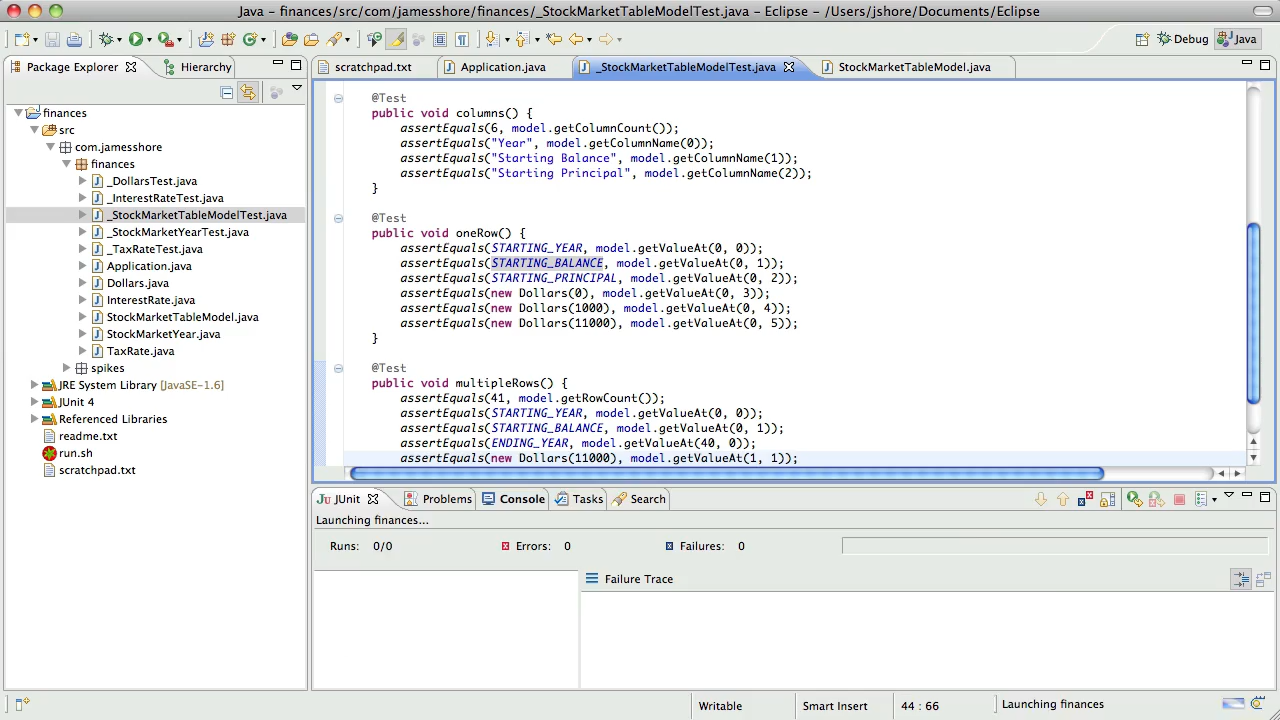 Java – finances/src/com/jamesshore/finances/_StockMarketTableModelTest.java – Eclipse – /Users/jshore/Documents/Eclipse
Debug
Java
Package Explorer
Hierarchy
scratchpad.txt
Application.java
_StockMarketTableModelTest.java
StockMarketTableModel.java
finances
src
com.jamesshore
finances
_DollarsTest.java
_InterestRateTest.java
_StockMarketTableModelTest.java
_StockMarketYearTest.java
_TaxRateTest.java
Application.java
Dollars.java
InterestRate.java
StockMarketTableModel.java
StockMarketYear.java
TaxRate.java
spikes
JRE System Library [JavaSE-1.6]
JUnit 4
Referenced Libraries
readme.txt
run.sh
scratchpad.txt
@Test
public void columns() {
assertEquals(6, model.getColumnCount());
assertEquals("Year", model.getColumnName(0));
assertEquals("Starting Balance", model.getColumnName(1));
assertEquals("Starting Principal", model.getColumnName(2));
}
@Test
public void oneRow() {
assertEquals(STARTING_YEAR, model.getValueAt(0, 0));
assertEquals(STARTING_BALANCE, model.getValueAt(0, 1));
assertEquals(STARTING_PRINCIPAL, model.getValueAt(0, 2));
assertEquals(new Dollars(0), model.getValueAt(0, 3));
assertEquals(new Dollars(1000), model.getValueAt(0, 4));
assertEquals(new Dollars(11000), model.getValueAt(0, 5));
}
@Test
public void multipleRows() {
assertEquals(41, model.getRowCount());
assertEquals(STARTING_YEAR, model.getValueAt(0, 0));
assertEquals(STARTING_BALANCE, model.getValueAt(0, 1));
assertEquals(ENDING_YEAR, model.getValueAt(40, 0));
assertEquals(new Dollars(11000), model.getValueAt(1, 1));
JUnit
Problems
Console
Tasks
Search
Launching finances...
Runs: 0/0
Errors: 0
Failures: 0
Failure Trace
Writable
Smart Insert
44 : 66
Launching finances